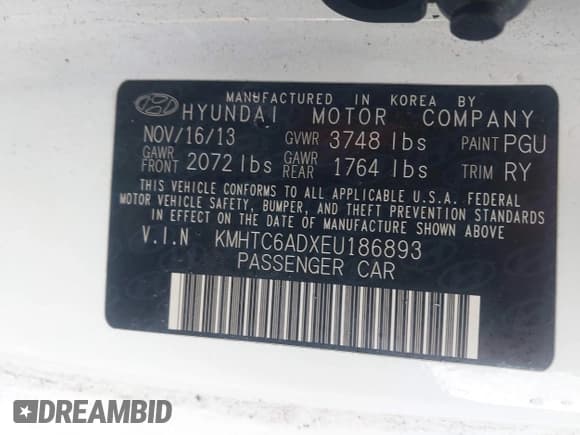 MANUFACTURED IN KOREA BY
HYUNDAI MOTOR COMPANY
NOV/16/13 GVWR 3748 lbs PAINT PGU
GAWR FRONT 2072 lbs GAWR REAR 1764 lbs TRIM RY
THIS VEHICLE CONFORMS TO ALL APPLICABLE U.S.A. FEDERAL
MOTOR VEHICLE SAFETY, BUMPER, AND THEFT PREVENTION STANDARDS
IN EFFECT ON THE DATE OF MANUFACTURE SHOWN ABOVE.
V.I.N KMHTC6ADXEU186893
PASSENGER CAR
DREAMBID